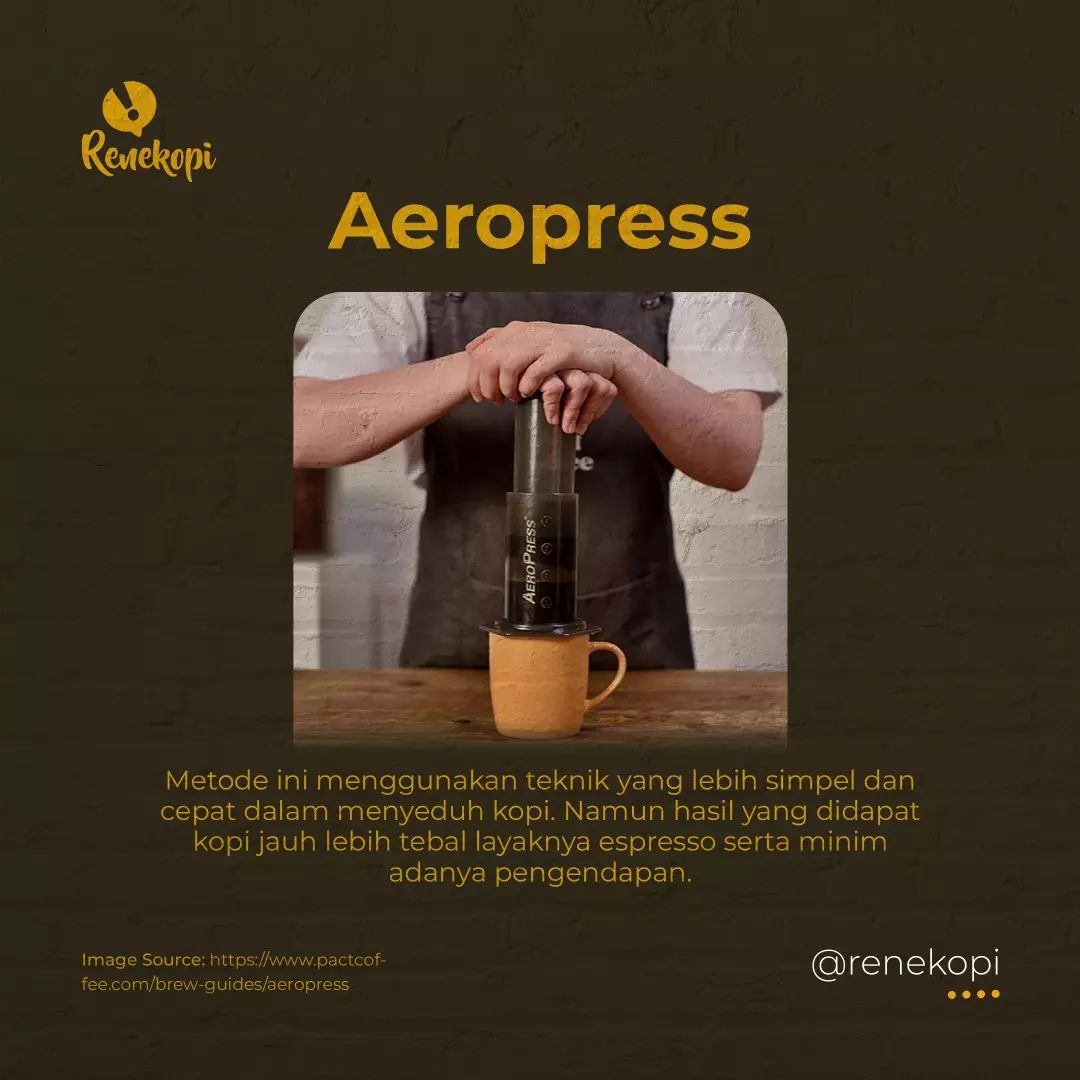 Renekopi
Aeropress
AEROPRESS
Metode ini menggunakan teknik yang lebih simpel dan
cepat dalam menyeduh kopi. Namun hasil yang didapat
kopi jauh lebih tebal layaknya espresso serta minim
adanya pengendapan.
Image Source: https://www.pactcof-
fee.com/brew-guides/aeropress
@renekopi